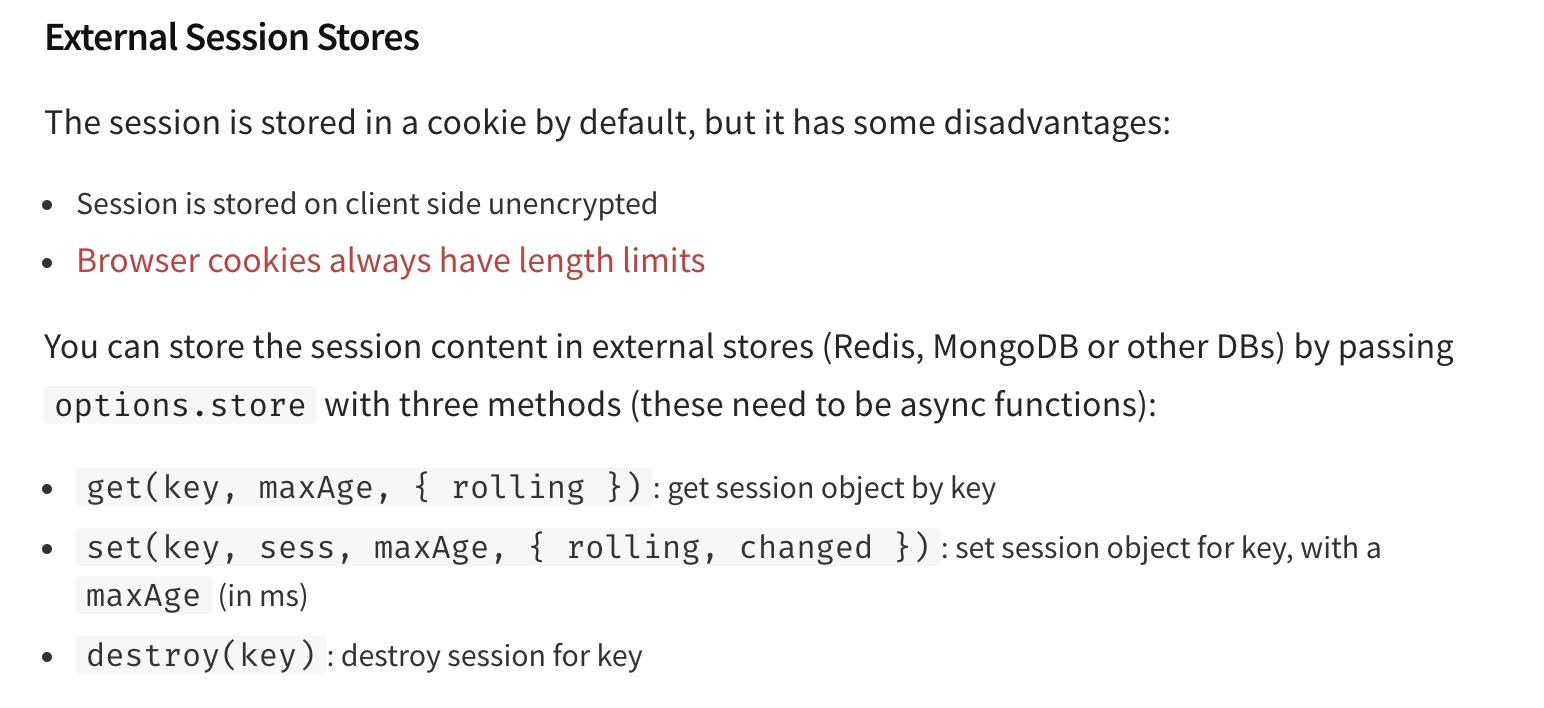 External Session Stores
The session is stored in a cookie by default, but it has some disadvantages:
• Session is stored on client side unencrypted
• Browser cookies always have length limits
You can store the session content in external stores (Redis, MongoDB or other DBs) by passing
options.store with three methods (these need to be async functions):
• get(key, maxAge, { rolling }): get session object by key
• set(key, sess, maxAge, { rolling, changed }): set session object for key, with a
maxAge (in ms)
• destroy(key): destroy session for key